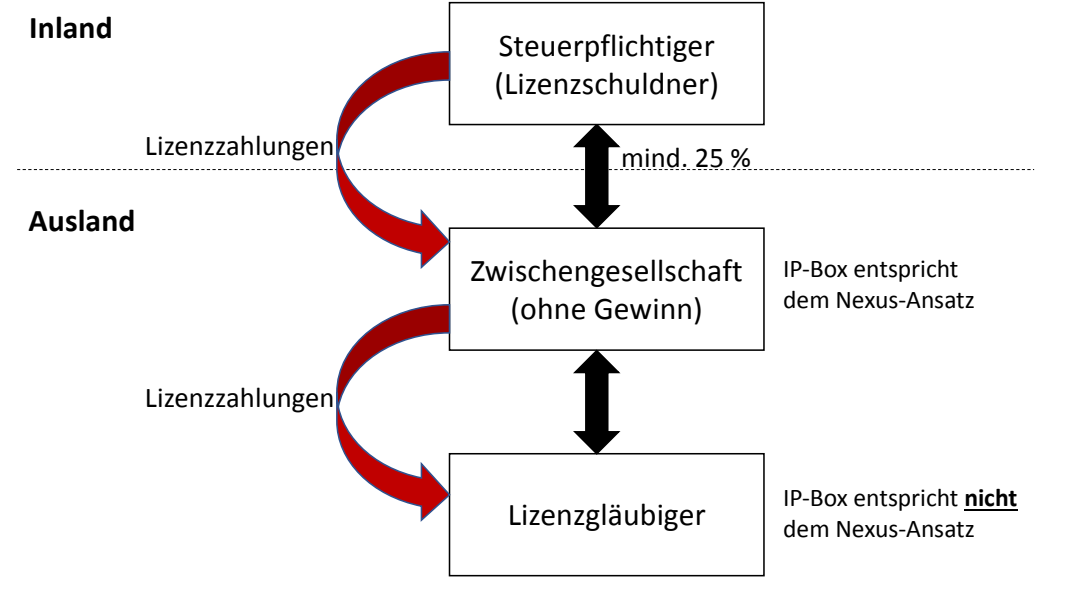 Inland
Steuerpflichtiger
(Lizenzschuldner)
Lizenzzahlungen
mind. 25 %
Ausland
Zwischengesellschaft
(ohne Gewinn)
IP-Box entspricht
dem Nexus-Ansatz
Lizenzzahlungen
Lizenzgläubiger
IP-Box entspricht nicht
dem Nexus-Ansatz